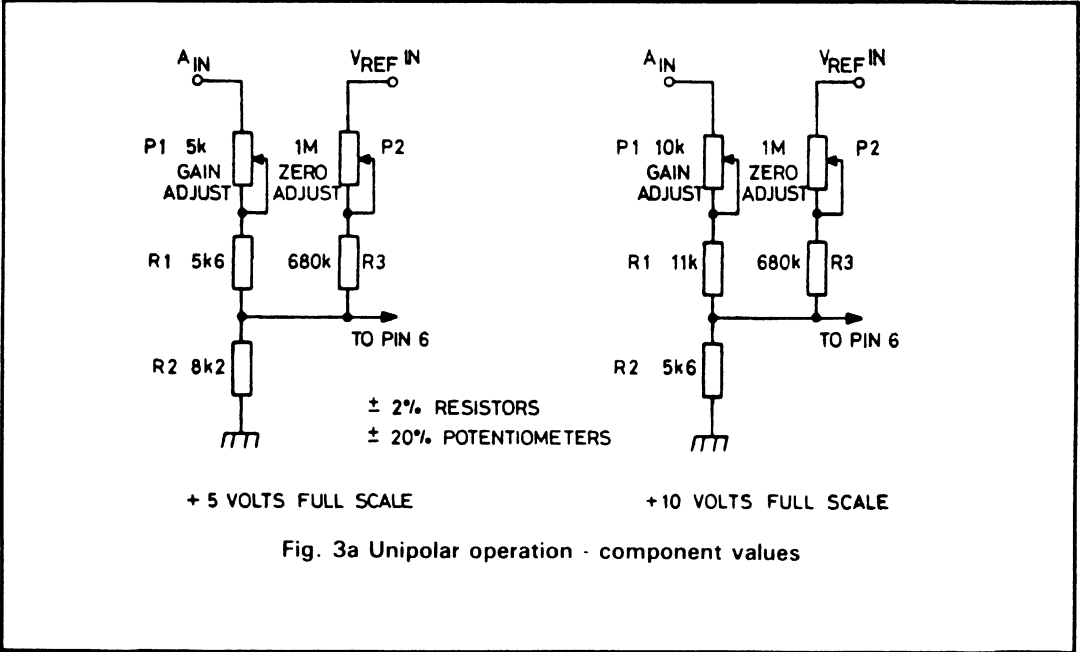 A IN
VREF IN
P1 5k
GAIN
ADJUST
1M
ZERO
ADJUST
P2
R1 5k6
680k R3
TO PIN 6
R2 8k2
A IN
VREF IN
P1 10k
GAIN
ADJUST
1M
ZERO
ADJUST
P2
R1 11k
680k R3
TO PIN 6
R2 5k6
± 2% RESISTORS
± 20% POTENTIOMETERS
+ 5 VOLTS FULL SCALE
+10 VOLTS FULL SCALE
Fig. 3a Unipolar operation - component values